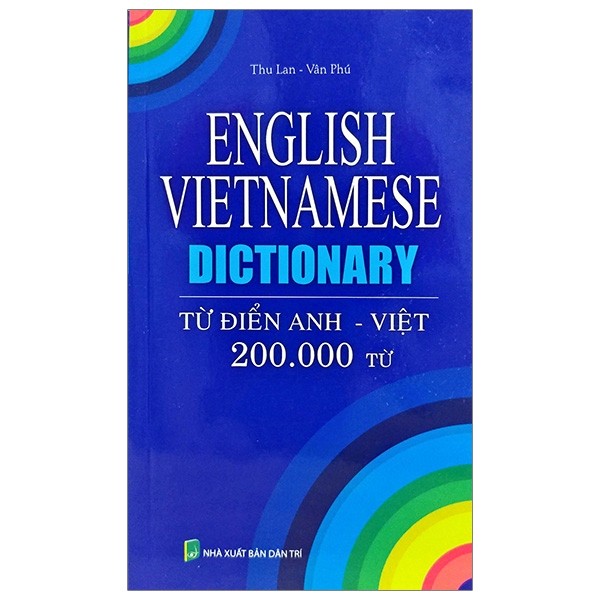 Thu Lan - Vân Phú
ENGLISH
VIETNAMESE
DICTIONARY
TỪ ĐIỂN ANH - VIỆT
200.000 TỪ
NHÀ XUẤT BẢN DÂN TRÍ